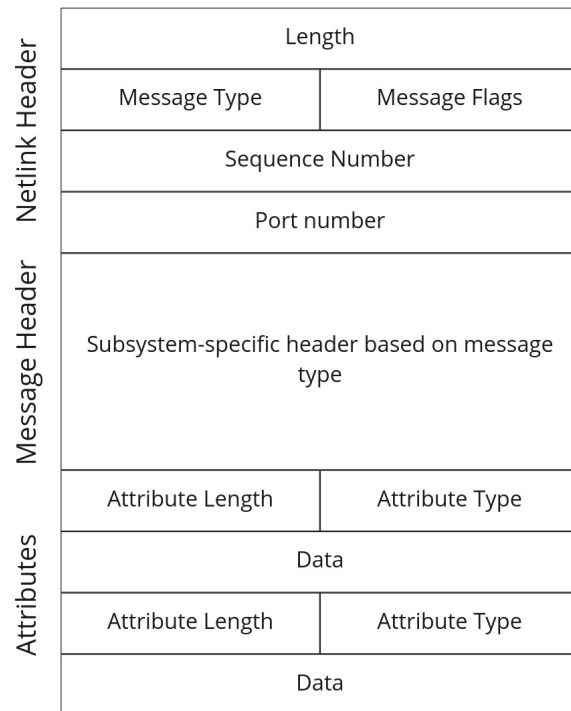 Netlink Header
Length
Message Type
Message Flags
Sequence Number
Port number
Message Header
Subsystem-specific header based on message
type
Attributes
Attribute Length
Attribute Type
Data
Attribute Length
Attribute Type
Data